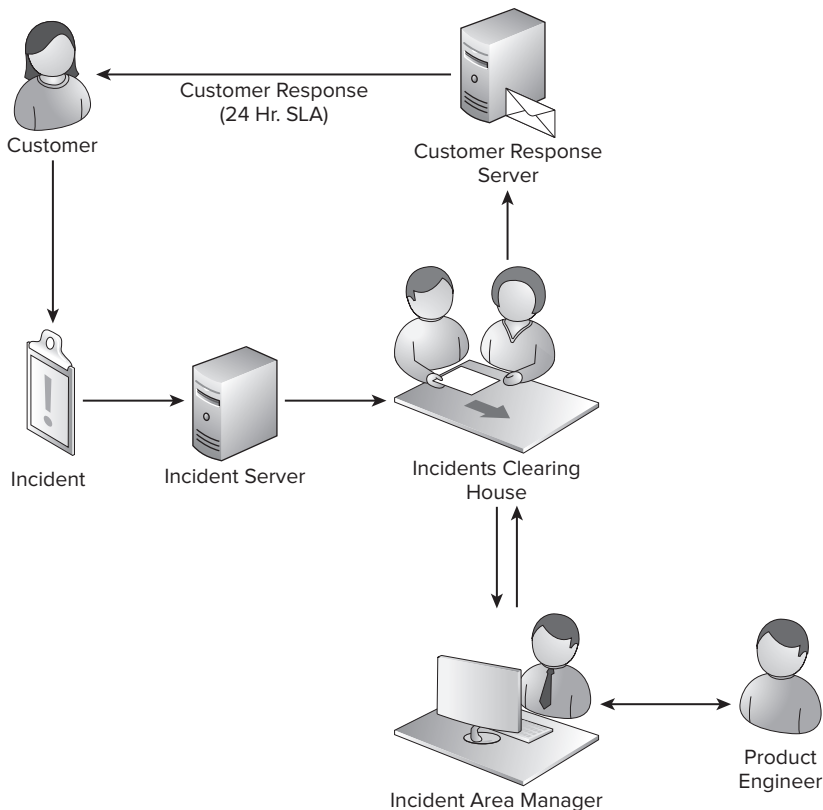 Customer Response
(24 Hr. SLA)
Customer
Customer Response
Server
Incident
Incident Server
Incidents Clearing
House
Incident Area Manager
Product
Engineer